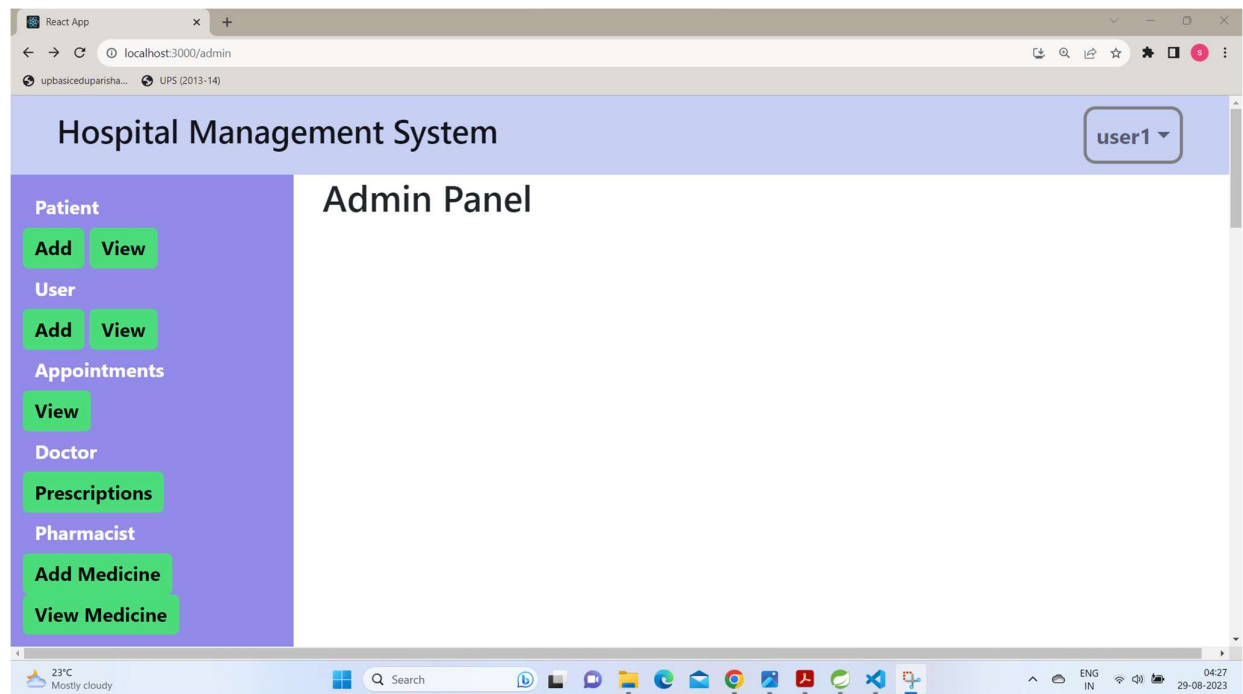 React App
localhost:3000/admin
upbasiceduparisha...
UPS (2013-14)
S
Hospital Management System
user1
Patient
Admin Panel
Add View
User
Add View
Appointments
View
Doctor
Prescriptions
Pharmacist
Add Medicine
View Medicine
23°C
Mostly cloudy
Search
ENG
IN
04:27
29-08-2023